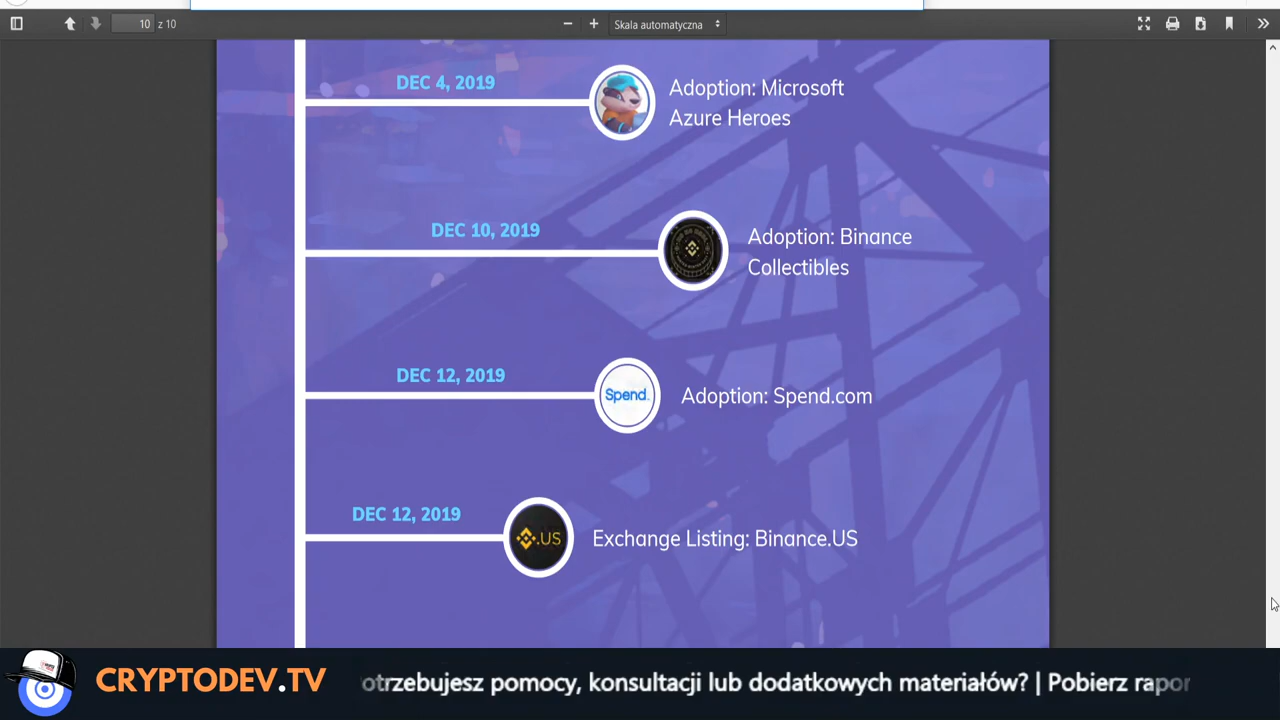 10 z 10
Skala automatyczna
DEC 4, 2019
Adoption: Microsoft
Azure Heroes
DEC 10, 2019
Adoption: Binance
Collectibles
DEC 12, 2019
Spend.
Adoption: Spend.com
DEC 12, 2019
.US
Exchange Listing: Binance.US
CRYPTODEV.TV
otrzebujesz pomocy, konsultacji lub dodatkowych materiałów? | Pobierz rapor